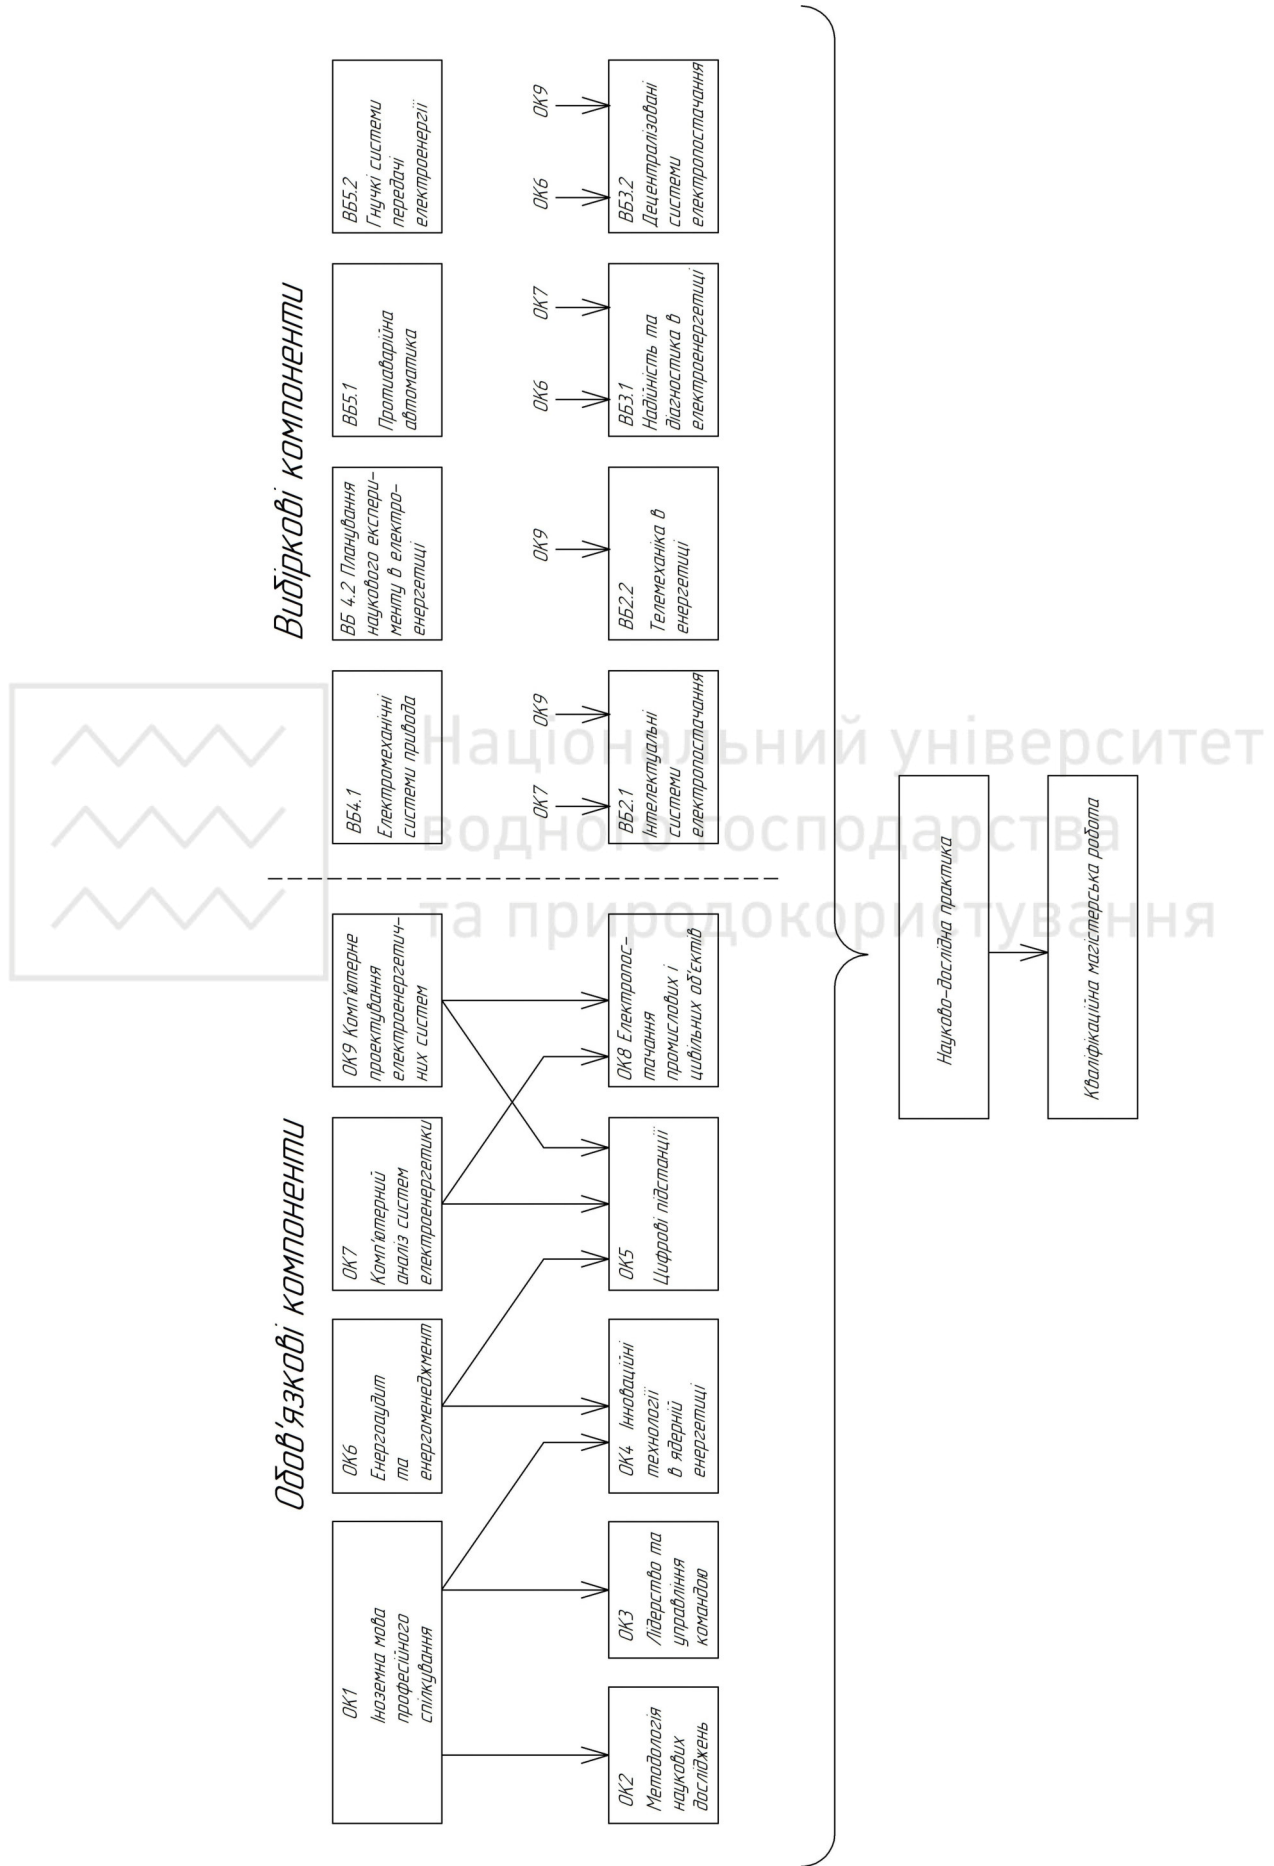 Обов'язкові компоненти
ОК1
Іноземна мова
професійного
спілкування
ОК6
Енергоаудит
та
енергоменеджмент
ОК7
Комп'ютерний
аналіз систем
електроенергетики
ОК9 Комп'ютерне
проектування
електроенергетич-
них систем
ОК2
Методологія
наукових
досліджень
ОК3
Лідерство та
управління
командою
ОК4 Інноваційні
технології
в ядерній
енергетиці
ОК5
Цифрові підстанції
ОК8 Електропос-
тачання
промислових і
цивільних об'єктів
Вибіркові компоненти
ВБ4.1
Електромеханічні
системи привода
ВБ 4.2 Планування
наукового експери-
менту в електро-
енергетиці
ВБ5.1
Протиаварійна
автоматика
ВБ5.2
Гнучкі системи
передачі
електроенергії
ОК7
ОК9
ОК9
ОК6
ОК7
ОК6
ОК9
ВБ2.1
Інтелектуальні
системи
електропостачання
ВБ2.2
Телемеханіка в
енергетиці
ВБ3.1
Надійність та
діагностика в
електроенергетиці
ВБ3.2
Децентралізовані
системи
електропостачання
Науково-дослідна практика
Кваліфікаційна магістерська робота
Національний університет
водного господарства
та природокористування